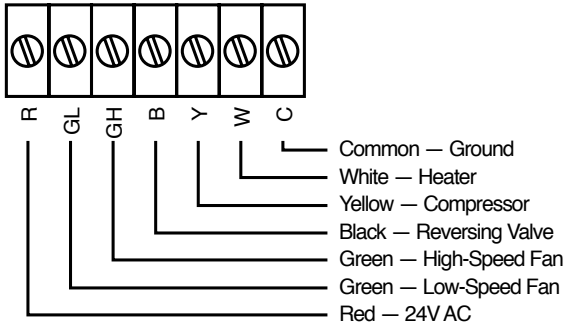 R GL GH B Y W C
Common — Ground
White — Heater
Yellow — Compressor
Black — Reversing Valve
Green — High-Speed Fan
Green — Low-Speed Fan
Red — 24V AC